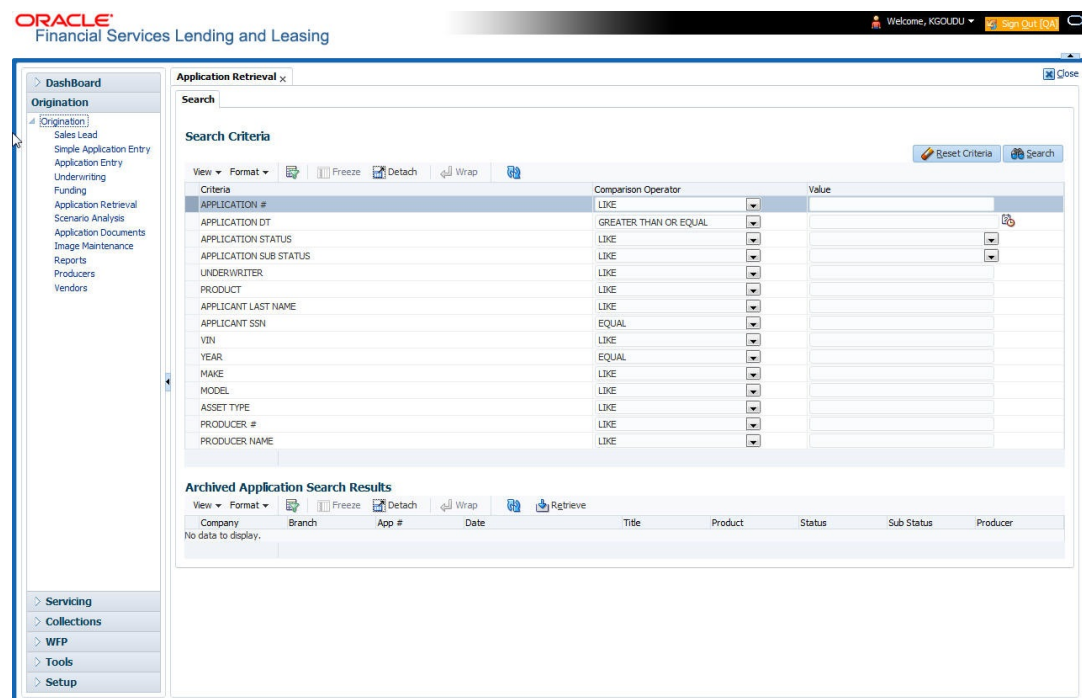 ORACLE
Financial Services Lending and Leasing
Welcome, KGOUDU
Sign Out [QA]
DashBoard
Origination
Origination
Sales Lead
Simple Application Entry
Application Entry
Underwriting
Funding
Application Retrieval
Scenario Analysis
Application Documents
Image Maintenance
Reports
Producers
Vendors
Servicing
Collections
WFP
Tools
Setup
Application Retrieval x
Close
Search
Search Criteria
Reset Criteria Search
View Format Freeze Detach Wrap
Criteria Comparison Operator Value
APPLICATION # LIKE
APPLICATION DT GREATER THAN OR EQUAL
APPLICATION STATUS LIKE
APPLICATION SUB STATUS LIKE
UNDERWRITER LIKE
PRODUCT LIKE
APPLICANT LAST NAME LIKE
APPLICANT SSN EQUAL
VIN LIKE
YEAR EQUAL
MAKE LIKE
MODEL LIKE
ASSET TYPE LIKE
PRODUCER # LIKE
PRODUCER NAME LIKE
Archived Application Search Results
View Format Freeze Detach Wrap Retrieve
Company Branch App # Date Title Product Status Sub Status Producer
No data to display.